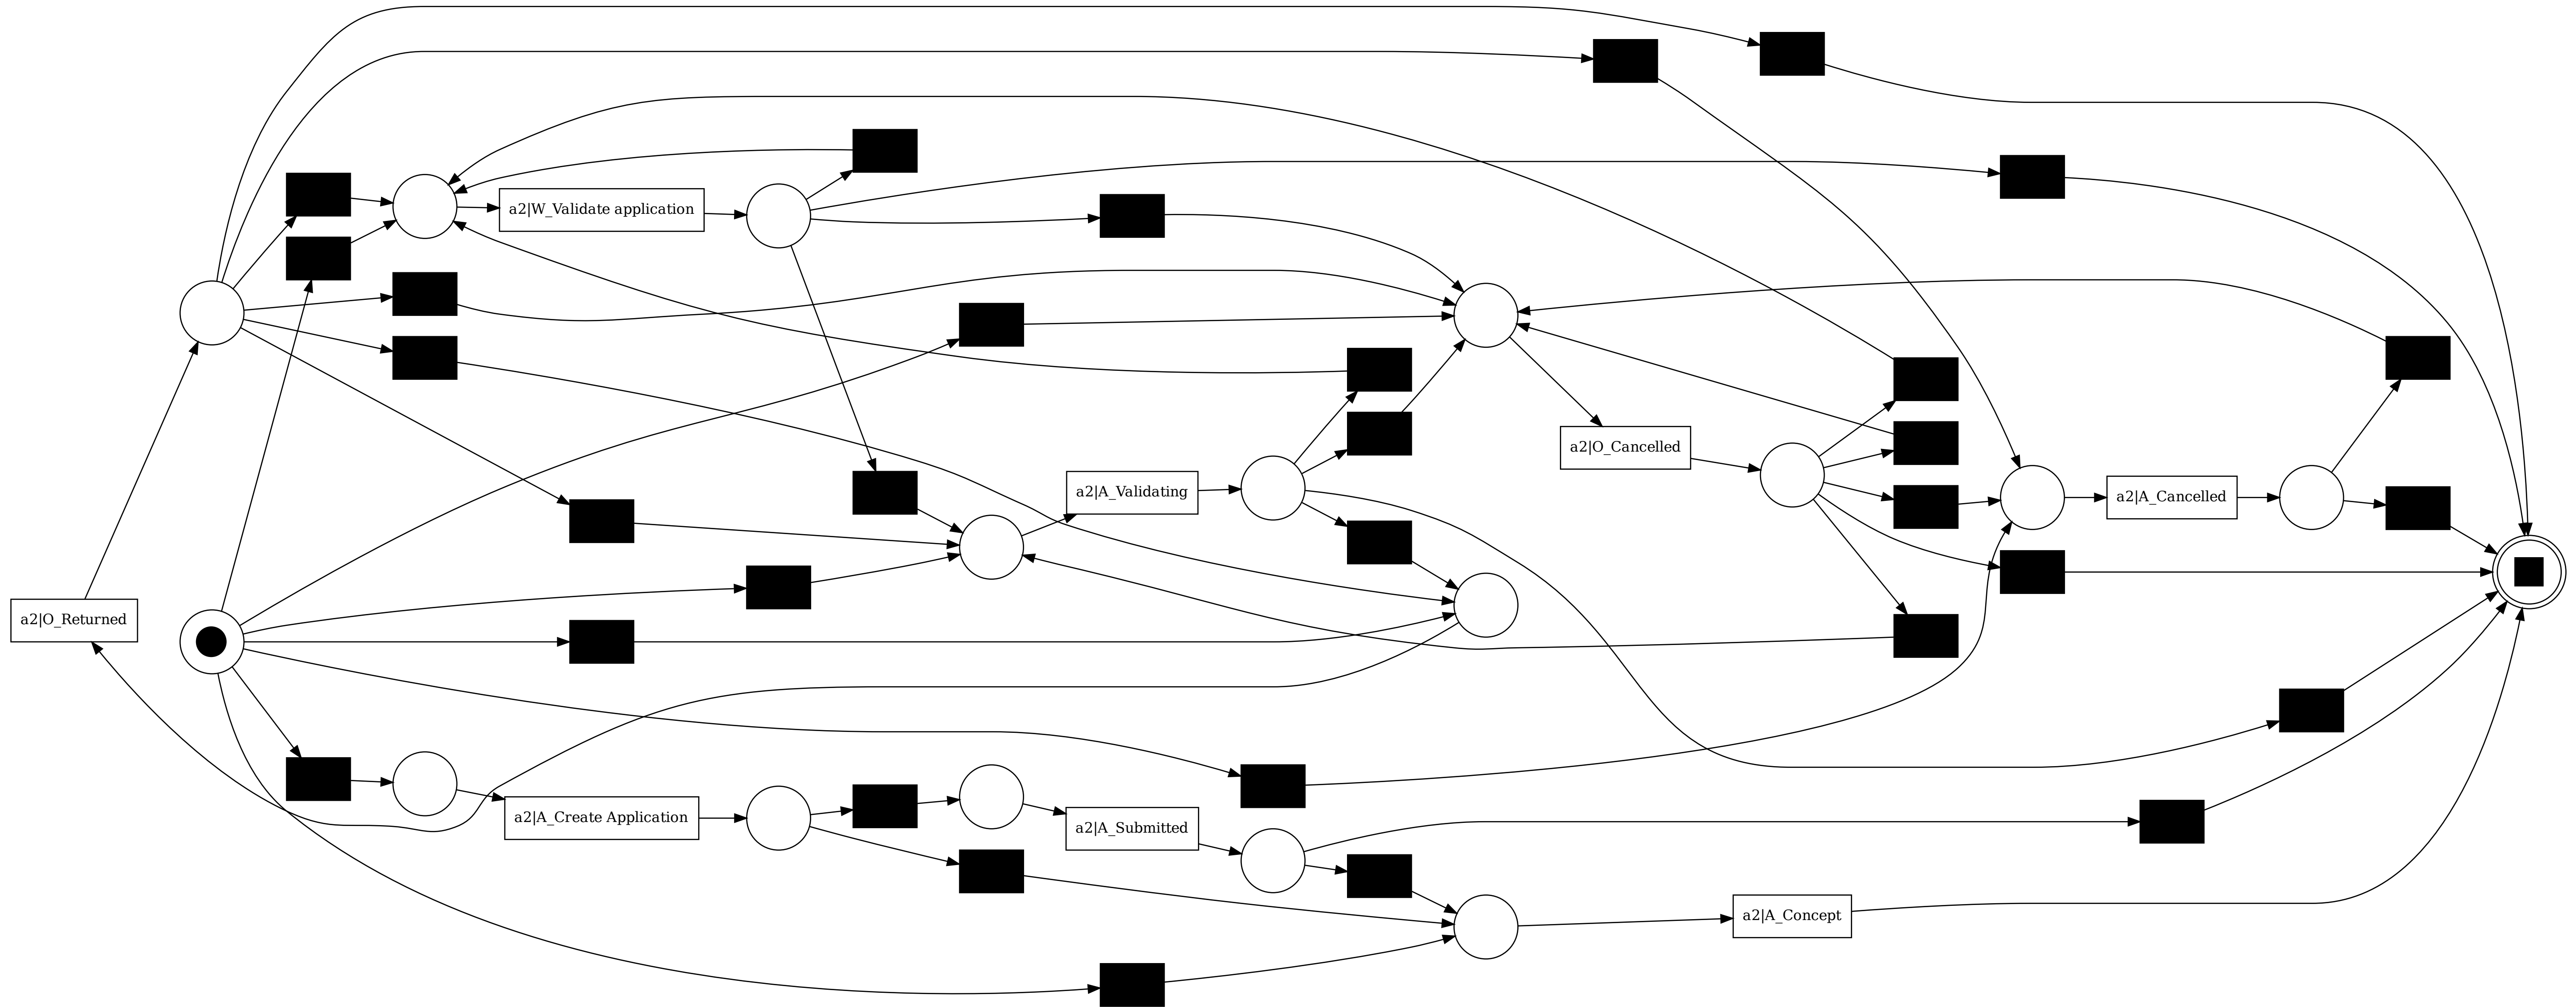 a2|W_Validate application
a2|O_Cancelled
a2|A_Validating
a2|A_Cancelled
a2|O_Returned
a2|A_Create Application
a2|A_Submitted
a2|A_Concept